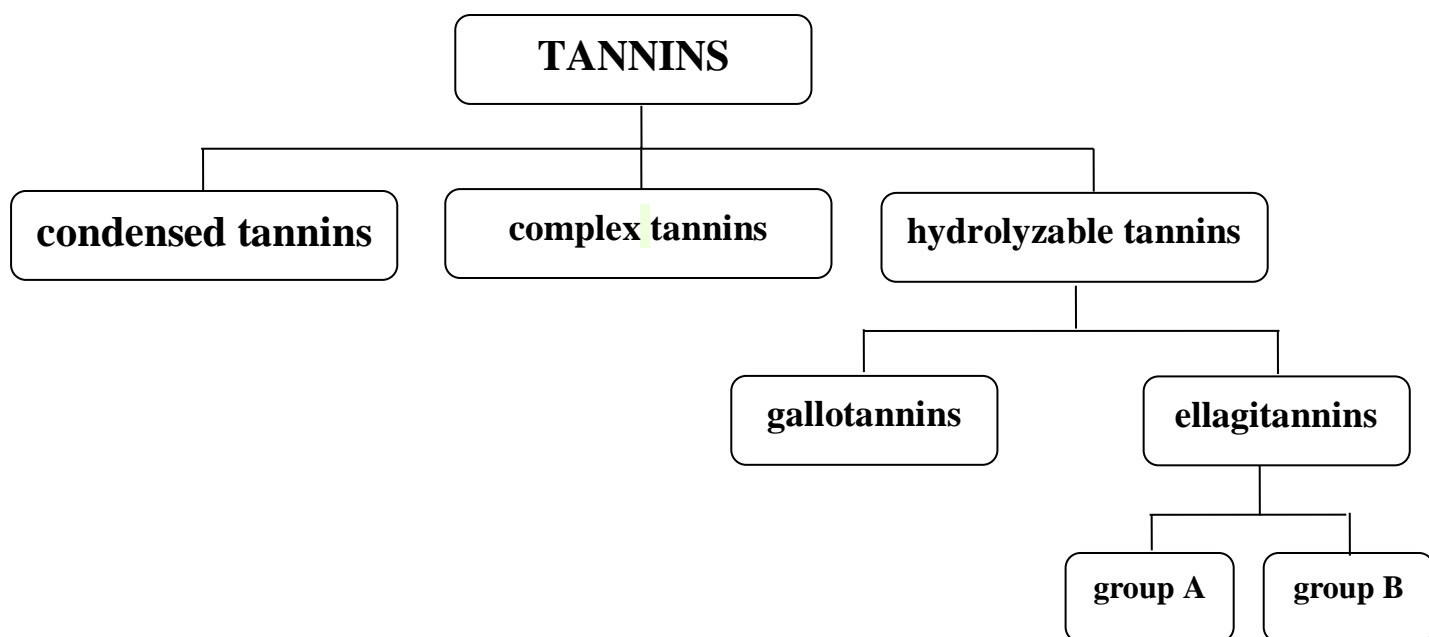 TANNINS
condensed tannins
complex tannins
hydrolyzable tannins
gallotannins
ellagitannins
group A
group B